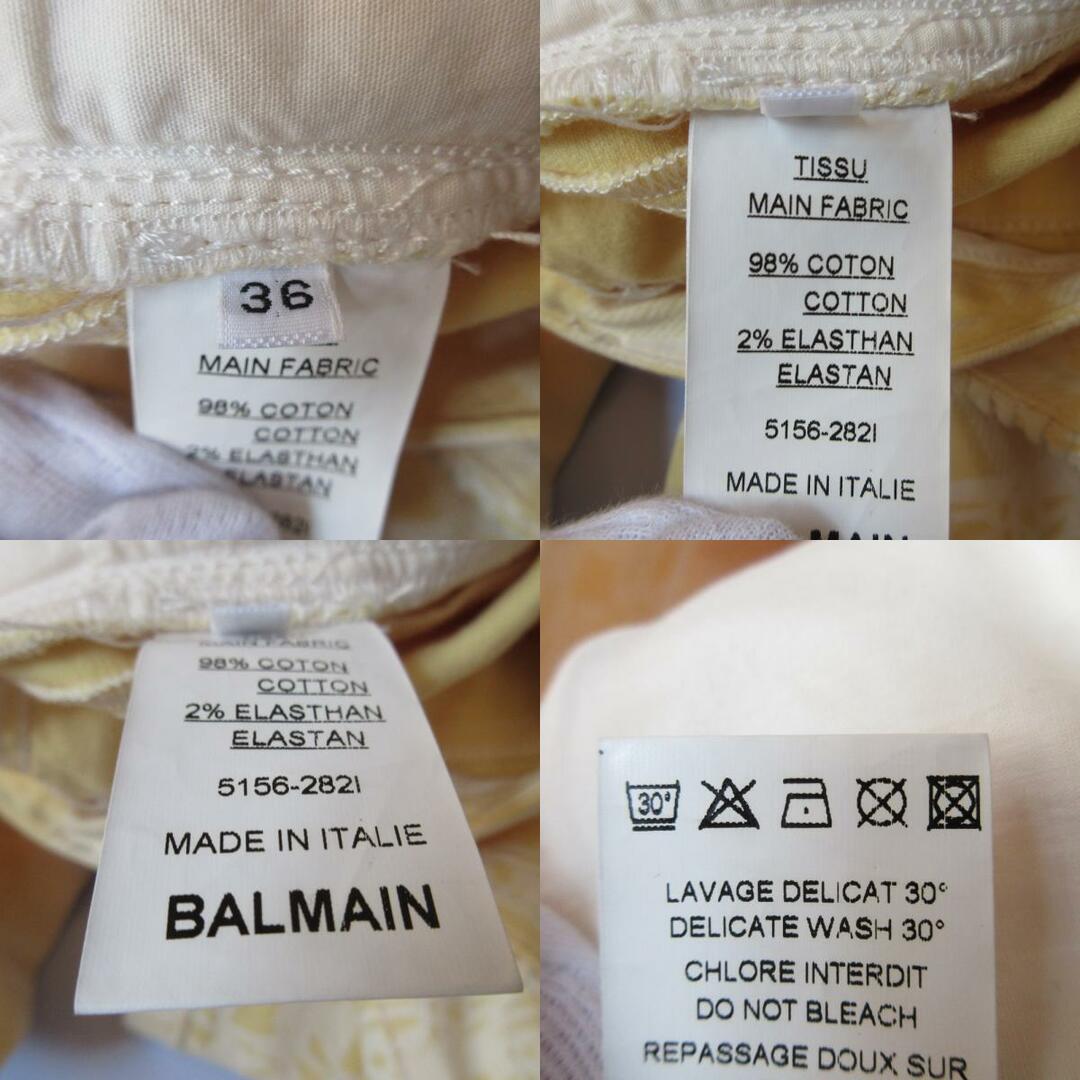 36
MAIN FABRIC
98% COTON
COTTON
2% ELASTHAN
ELASTAN
TISSU
MAIN FABRIC
98% COTON
COTTON
2% ELASTHAN
ELASTAN
5156-282I
MADE IN ITALIE
MAIN FABRIC
98% COTON
COTTON
2% ELASTHAN
ELASTAN
5156-282I
MADE IN ITALIE
BALMAIN
30°
LAVAGE DELICAT 30°
DELICATE WASH 30°
CHLORE INTERDIT
DO NOT BLEACH
REPASSAGE DOUX SUR